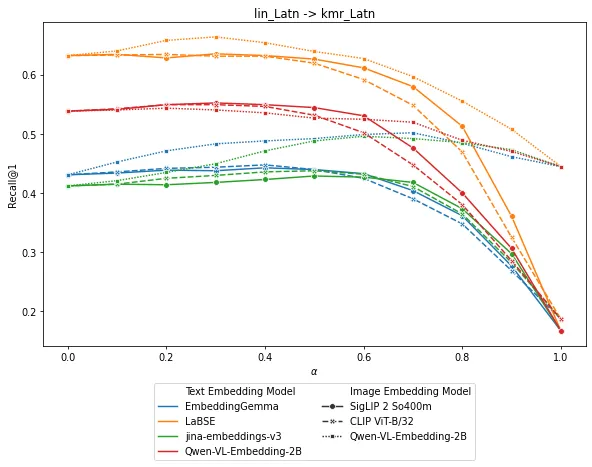 lin_Latn -> kmr_Latn
Recall@1
0.6
0.5
0.4
0.3
0.2
0.0 0.2 0.4 0.6 0.8 1.0
α
Text Embedding Model Image Embedding Model
EmbeddingGemma SigLIP 2 So400m
LaBSE CLIP ViT-B/32
jina-embeddings-v3 Qwen-VL-Embedding-2B
Qwen-VL-Embedding-2B